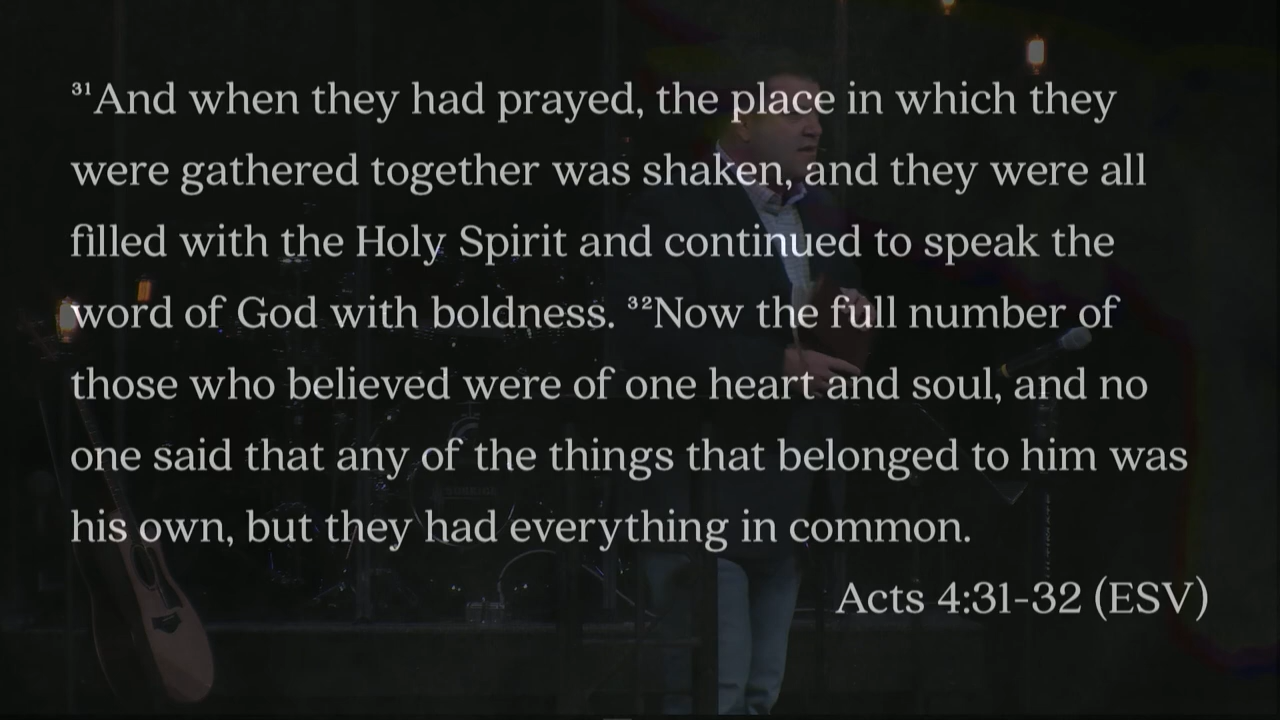 ³¹And when they had prayed, the place in which they
were gathered together was shaken, and they were all
filled with the Holy Spirit and continued to speak the
word of God with boldness. ³²Now the full number of
those who believed were of one heart and soul, and no
one said that any of the things that belonged to him was
his own, but they had everything in common.
Acts 4:31-32 (ESV)